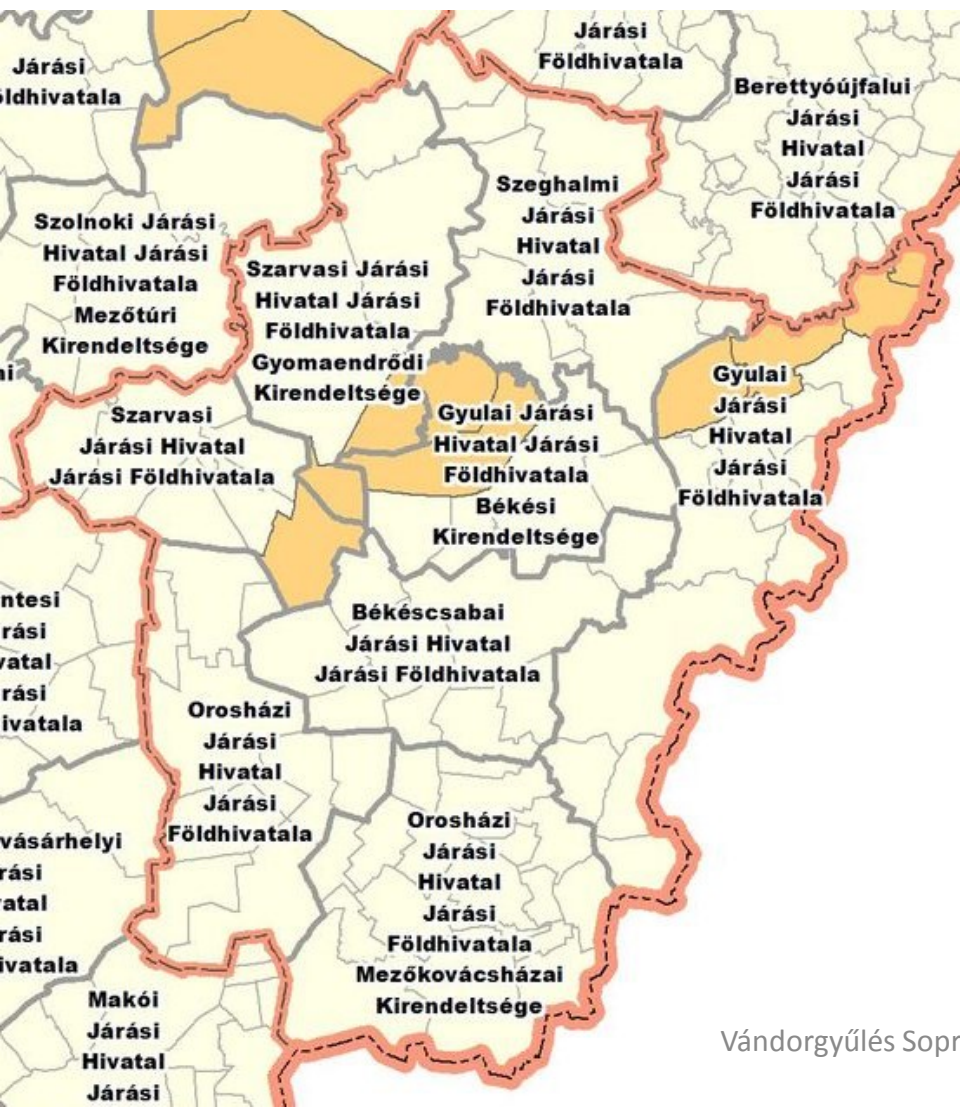 Járási
Földhivatala
Járási
Földhivatala
Berettyóújfalui
Járási
Hivatal
Járási
Földhivatala
Szolnoki Járási
Hivatal Járási
Földhivatala
Mezőtúri
Kirendeltsége
Szarvasi Járási
Hivatal Járási
Földhivatala
Gyomaendrődi
Kirendeltsége
Szeghalmi
Járási
Hivatal
Járási
Földhivatala
Szarvasi
Járási Hivatal
Járási Földhivatala
Gyulai Járási
Hivatal Járási
Földhivatala
Békési
Kirendeltsége
Gyulai
Járási
Hivatal
Járási
Földhivatala
ntesi
rási
vatal
rási
ivatala
Békéscsabai
Járási Hivatal
Járási Földhivatala
Orosházi
Járási
Hivatal
Járási
Földhivatala
vásárhelyi
rási
atal
rási
ivatala
Orosházi
Járási
Hivatal
Járási
Földhivatala
Mezőkovácsházai
Kirendeltsége
Makói
Járási
Hivatal
Járási
Vándorgyűlés Sopr